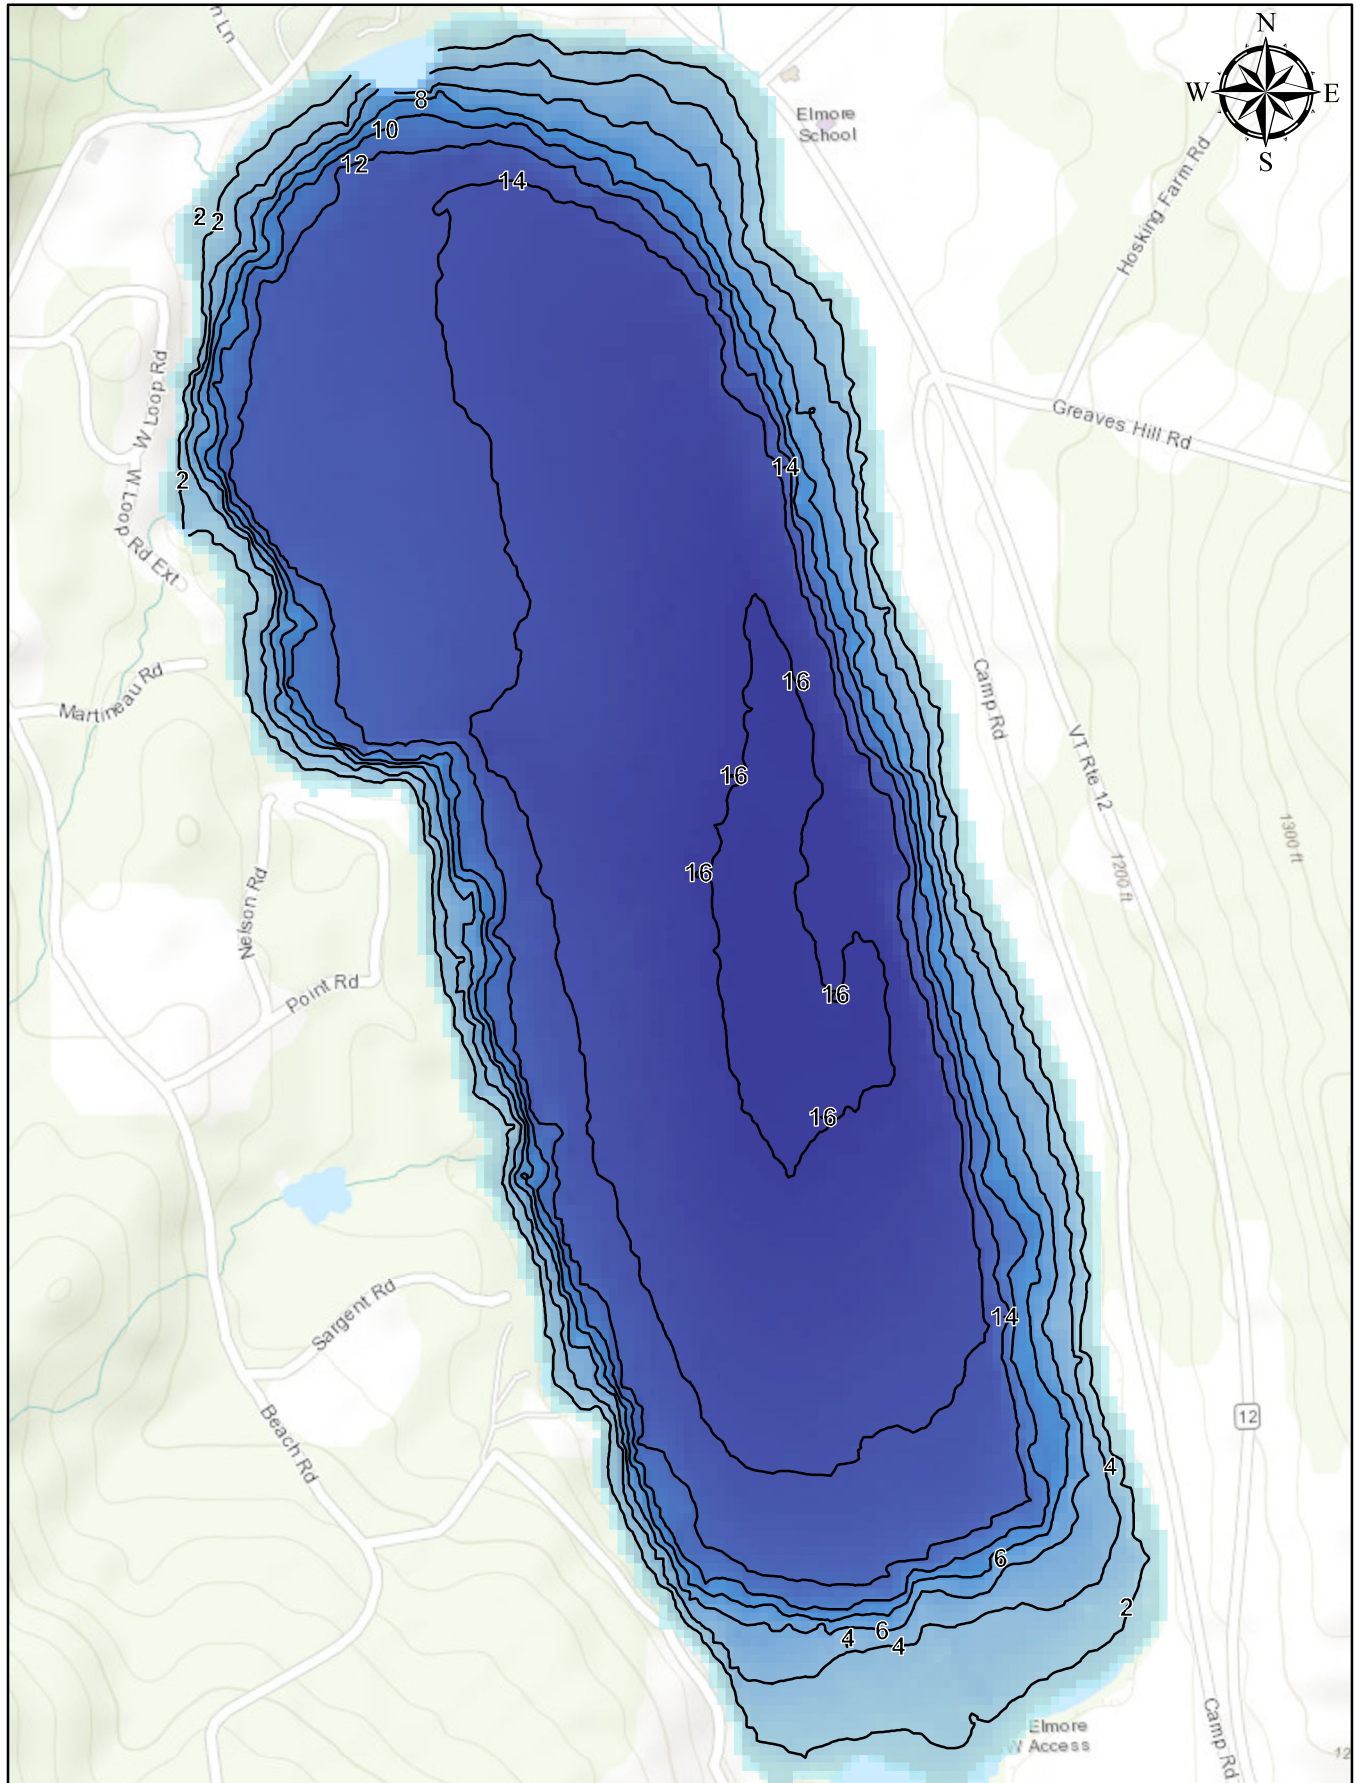 N
W E
S
n Ln
Elmore
School
Hosking Farm Rd
8
10
12
14
2 2
W Loop Rd
Greaves Hill Rd
14
2
W Loop Rd Ext
Martineau Rd
16
Camp Rd
VT Rte 12
16
1300 ft
1200 ft
16
Nelson Rd
Point Rd
16
16
Sargent Rd
14
12
Beach Rd
4
6
2
6
4
4
Elmore
W Access
Camp Rd
12